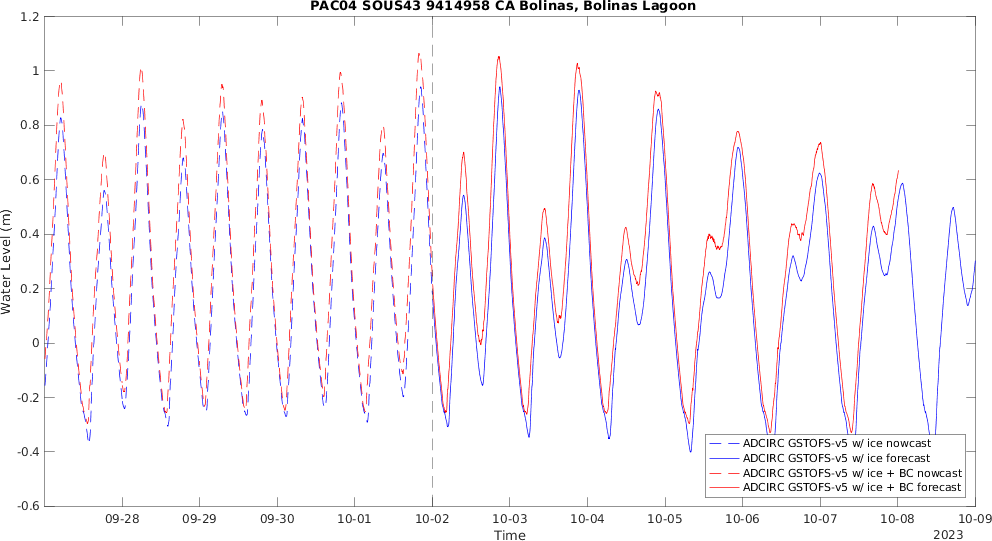 PAC04 SOUS43 9414958 CA Bolinas, Bolinas Lagoon
1.2
1
0.8
0.6
0.4
0.2
0
-0.2
-0.4
-0.6
Water Level (m)
ADCIRC GSTOFS-v5 w/ ice nowcast
ADCIRC GSTOFS-v5 w/ ice forecast
ADCIRC GSTOFS-v5 w/ ice + BC nowcast
ADCIRC GSTOFS-v5 w/ ice + BC forecast
09-28 09-29 09-30 10-01 10-02 10-03 10-04 10-05 10-06 10-07 10-08 10-09
Time
2023